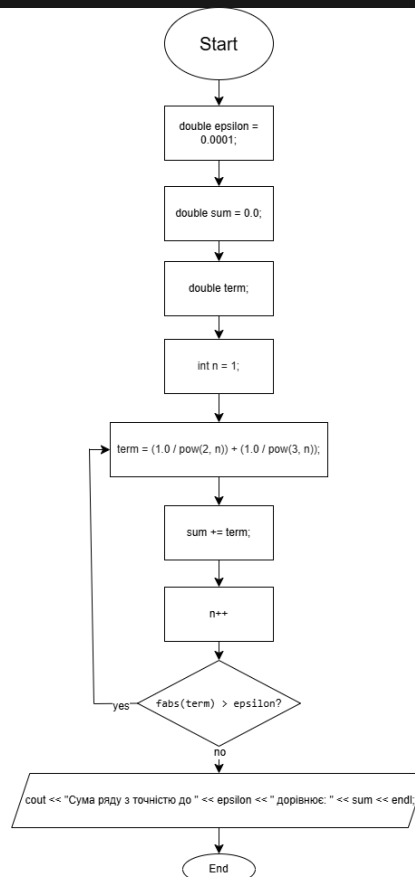 Start
double epsilon =
0.0001;
double sum = 0.0;
double term;
int n = 1;
term = (1.0 / pow(2, n)) + (1.0 / pow(3, n));
sum += term;
n++
fabs(term) > epsilon?
yes
no
cout << "Сума ряду з точністю до " << epsilon << " дорівнює: " << sum << endl;
End